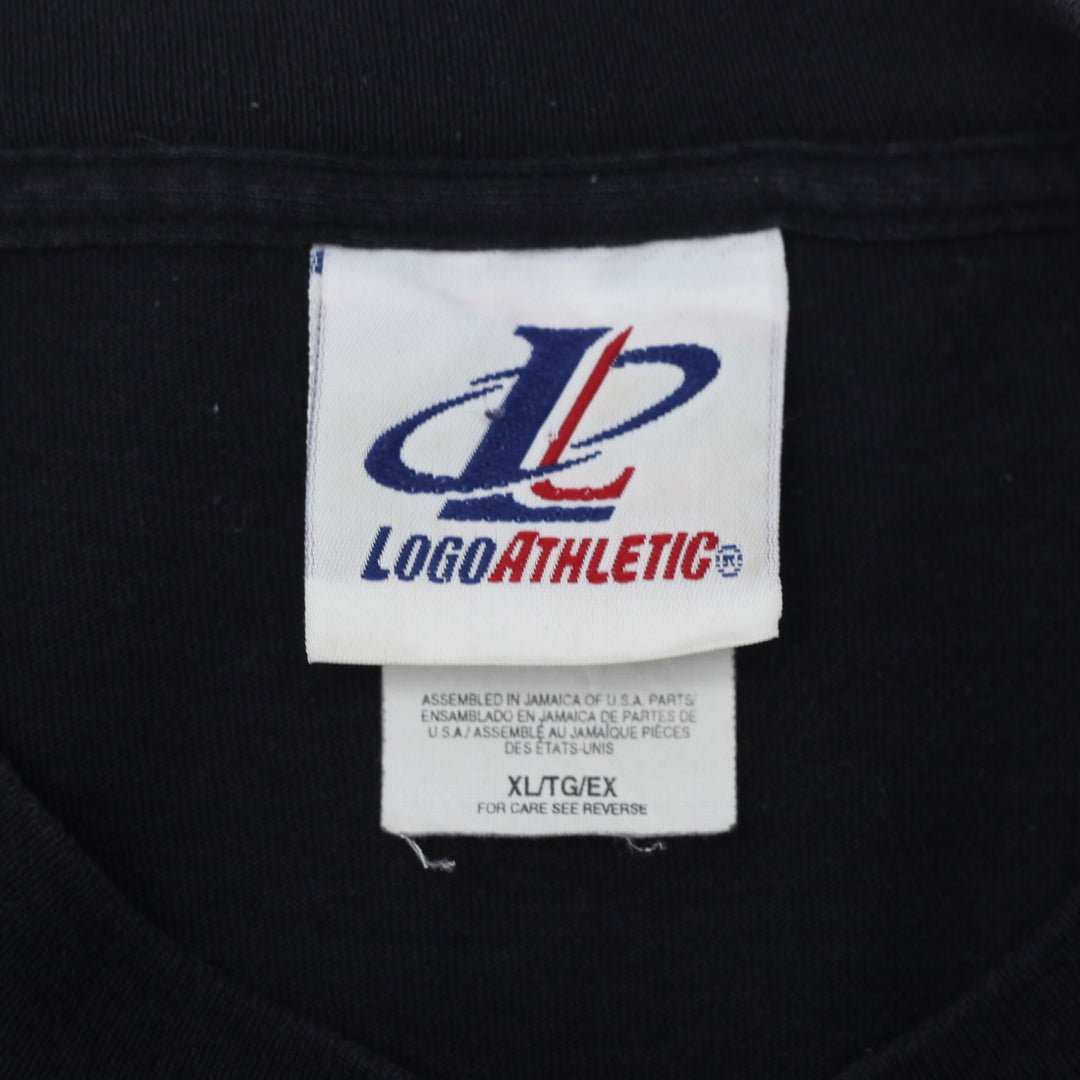 LOGOATHLETIC®
ASSEMBLED IN JAMAICA OF U.S.A. PARTS/
ENSAMBLADO EN JAMAICA DE PARTES DE
U.S.A./ ASSEMBLÉ AU JAMAÏQUE PIÈCES
DES ÉTATS-UNIS
XL/TG/EX
FOR CARE SEE REVERSE